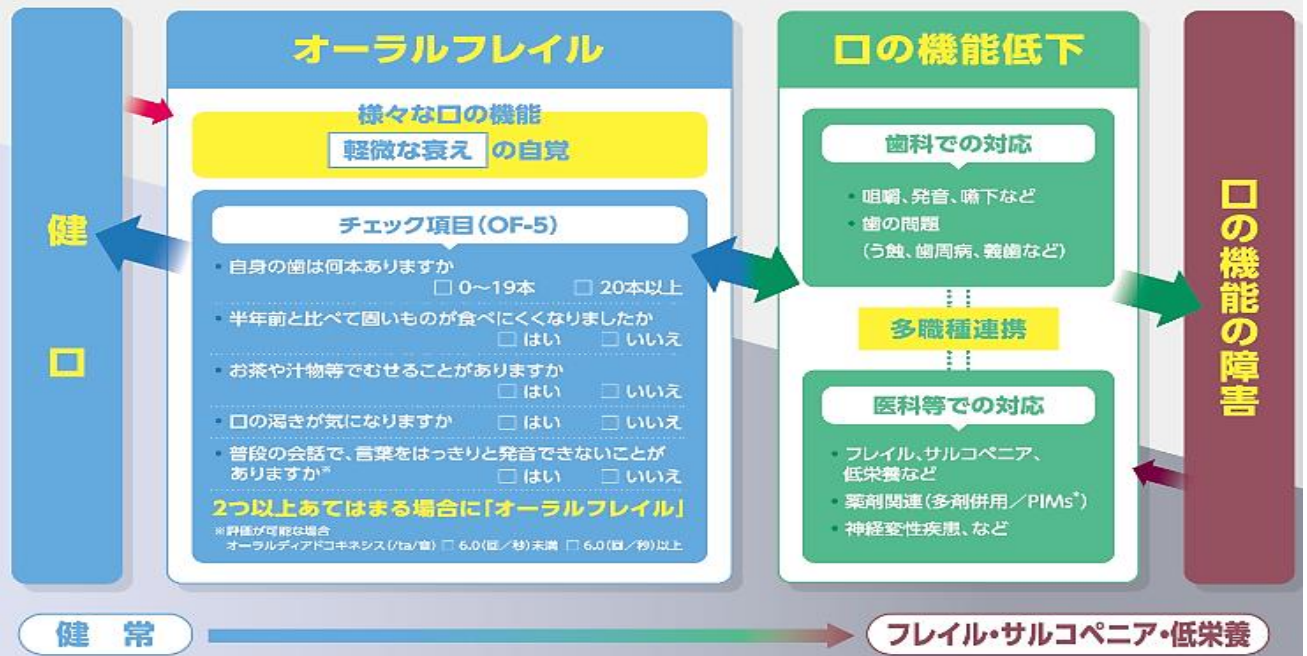 健口
オーラルフレイル
様々な口の機能
軽微な衰え の自覚
チェック項目(OF-5)
・自身の歯は何本ありますか
□ 0〜19本 □ 20本以上
・半年前と比べて固いものが食べにくくなりましたか
□ はい □ いいえ
・お茶や汁物等でむせることがありますか
□ はい □ いいえ
・口の渇きが気になりますか □ はい □ いいえ
・普段の会話で、言葉をはっきりと発音できないことが
ありますか※ □ はい □ いいえ
2つ以上あてはまる場合に「オーラルフレイル」
※評価が可能な場合
オーラルディアドコキネシス(/ta/音) □ 6.0(回/秒)未満 □ 6.0(回/秒)以上
口の機能低下
歯科での対応
・咀嚼、発音、嚥下など
・歯の問題
(う蝕、歯周病、義歯など)
多職種連携
医科等での対応
・フレイル、サルコペニア、
低栄養など
・薬剤関連(多剤併用/PIMs*)
・神経変性疾患、など
口の機能の障害
健 常
フレイル・サルコペニア・低栄養